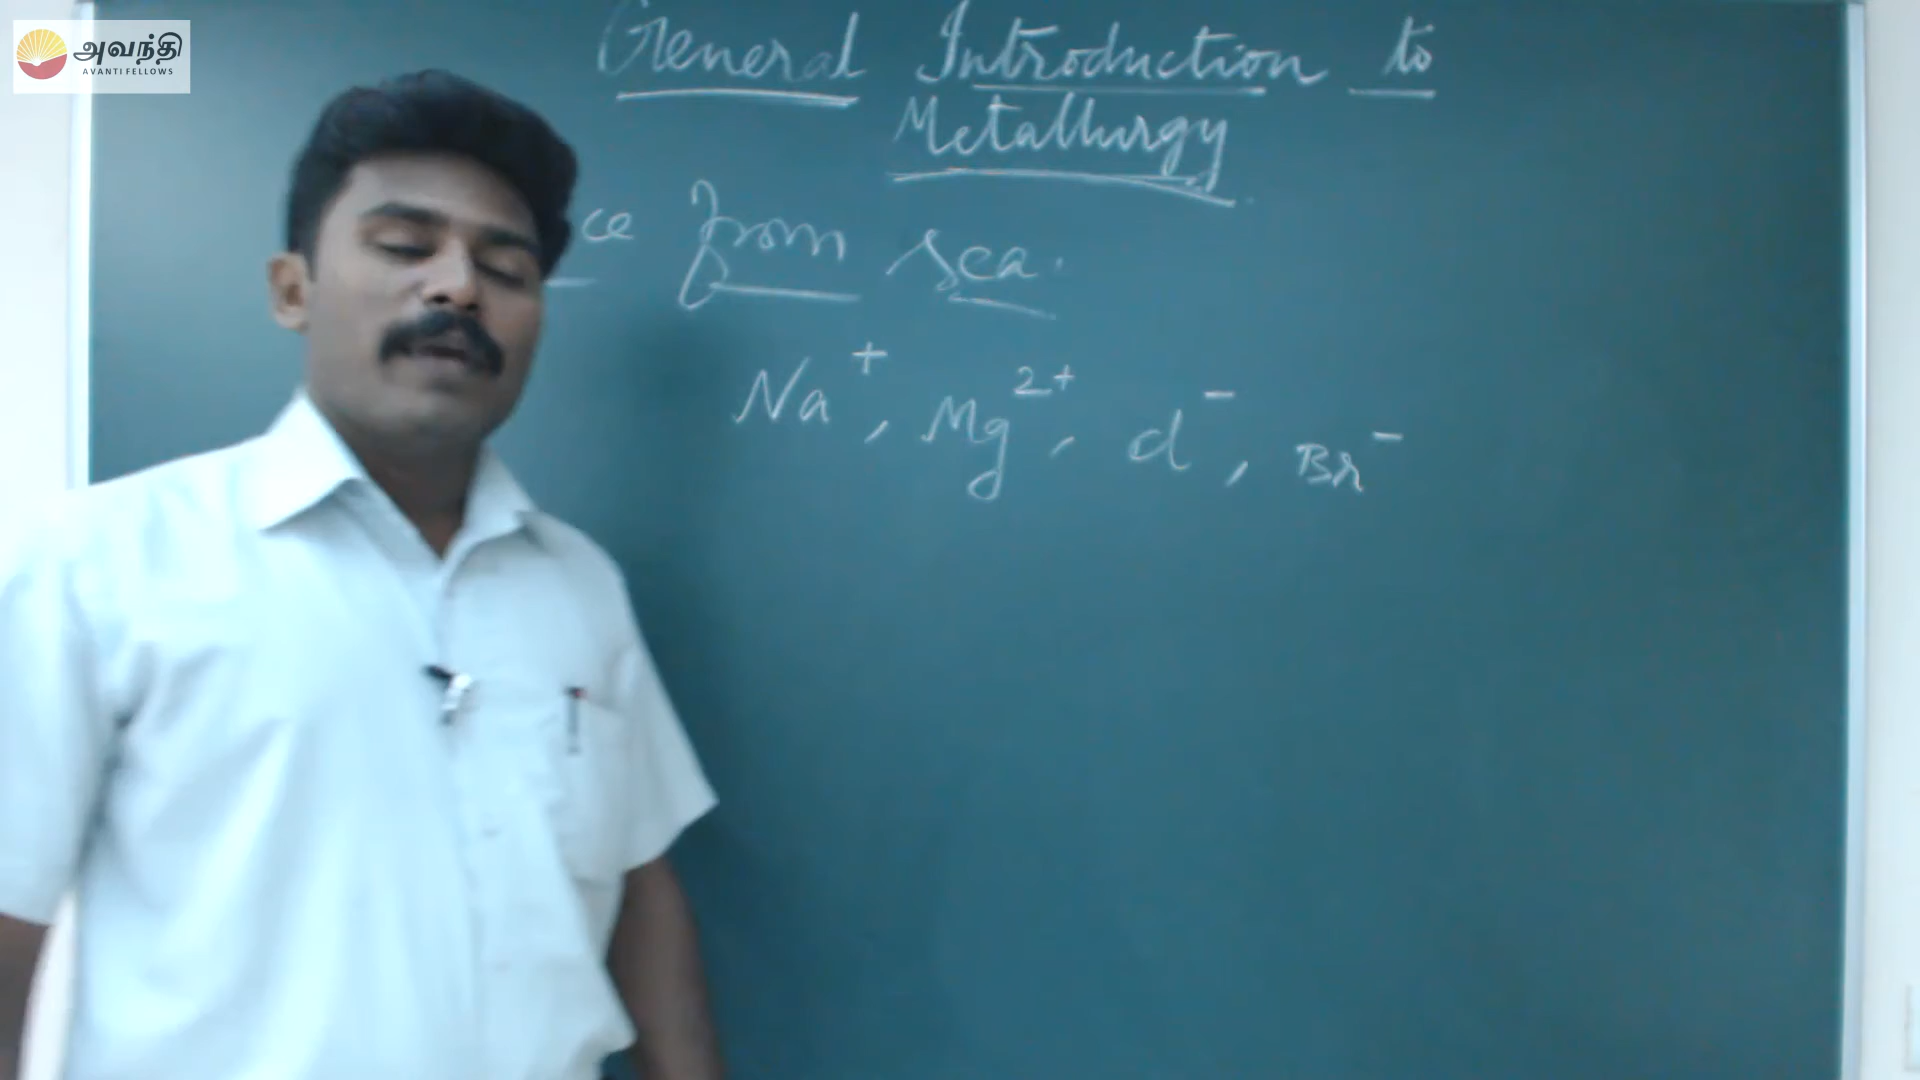 அவந்தி
AVANTI FELLOWS
General Introduction to
Metallurgy
ce from sea.
Na⁺, Mg²⁺, Cl⁻, Br⁻